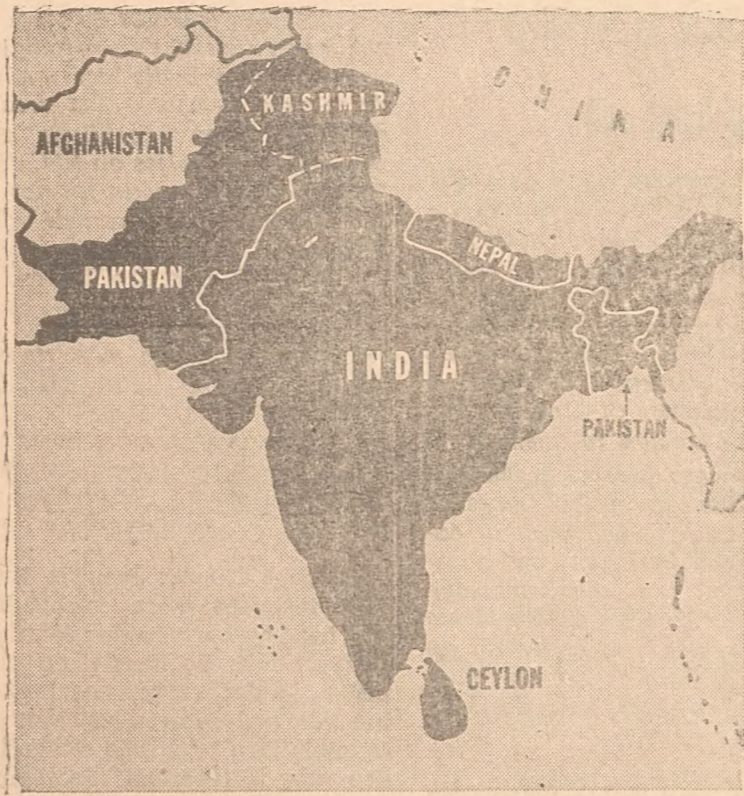 CHINA
KASHMIR
AFGHANISTAN
NEPAL
PAKISTAN
INDIA
PAKISTAN
CEYLON